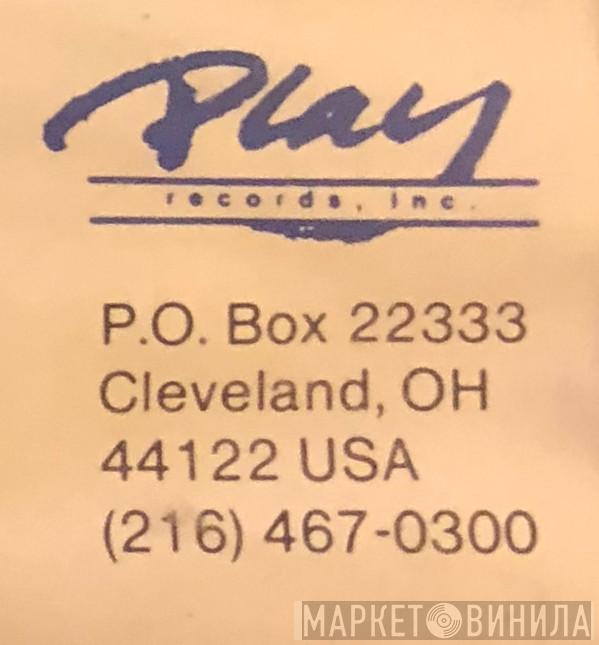 Play
records, inc.
P.O. Box 22333
Cleveland, OH
44122 USA
(216) 467-0300
МАРКЕТ ВИНИЛА